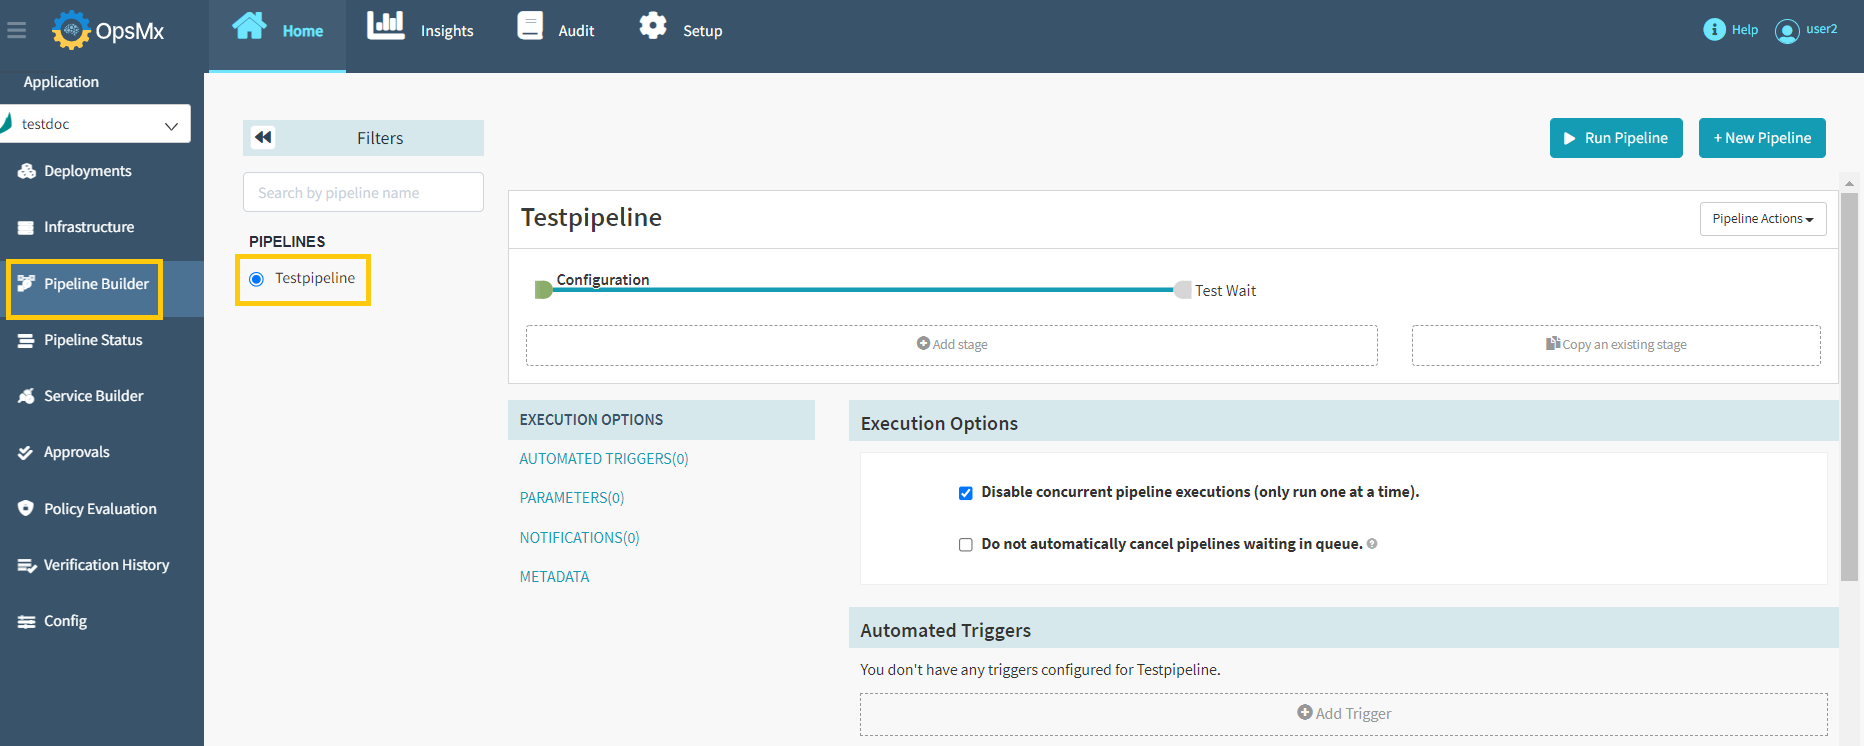 OpsMx
Home
Insights
Audit
Setup
Help
user2
Application
testdoc
Deployments
Infrastructure
Pipeline Builder
Pipeline Status
Service Builder
Approvals
Policy Evaluation
Verification History
Config
Filters
Search by pipeline name
PIPELINES
Testpipeline
Run Pipeline
+ New Pipeline
Testpipeline
Pipeline Actions
Configuration
Test Wait
Add stage
Copy an existing stage
EXECUTION OPTIONS
AUTOMATED TRIGGERS(0)
PARAMETERS(0)
NOTIFICATIONS(0)
METADATA
Execution Options
Disable concurrent pipeline executions (only run one at a time).
Do not automatically cancel pipelines waiting in queue.
Automated Triggers
You don't have any triggers configured for Testpipeline.
Add Trigger